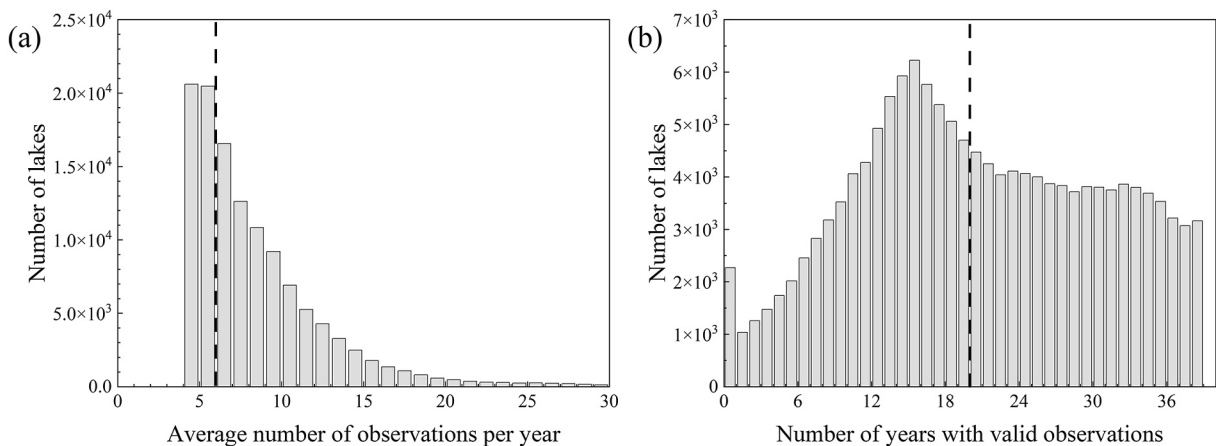 (a)
Number of lakes
2.5×10⁴
2.0×10⁴
1.5×10⁴
1.0×10⁴
5.0×10³
0.0
0 5 10 15 20 25 30
Average number of observations per year
(b)
Number of lakes
7×10³
6×10³
5×10³
4×10³
3×10³
2×10³
1×10³
0
0 6 12 18 24 30 36
Number of years with valid observations